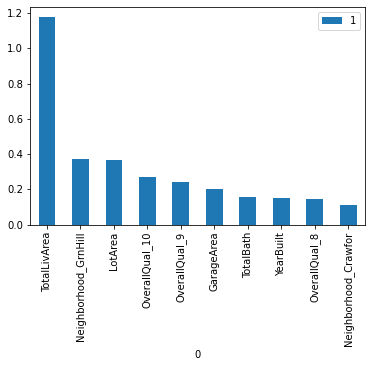 1.2
1.0
0.8
0.6
0.4
0.2
0.0
1
TotalLivArea
Neighborhood_GrnHill
LotArea
OverallQual_10
OverallQual_9
GarageArea
TotalBath
YearBuilt
OverallQual_8
Neighborhood_Crawfor
0